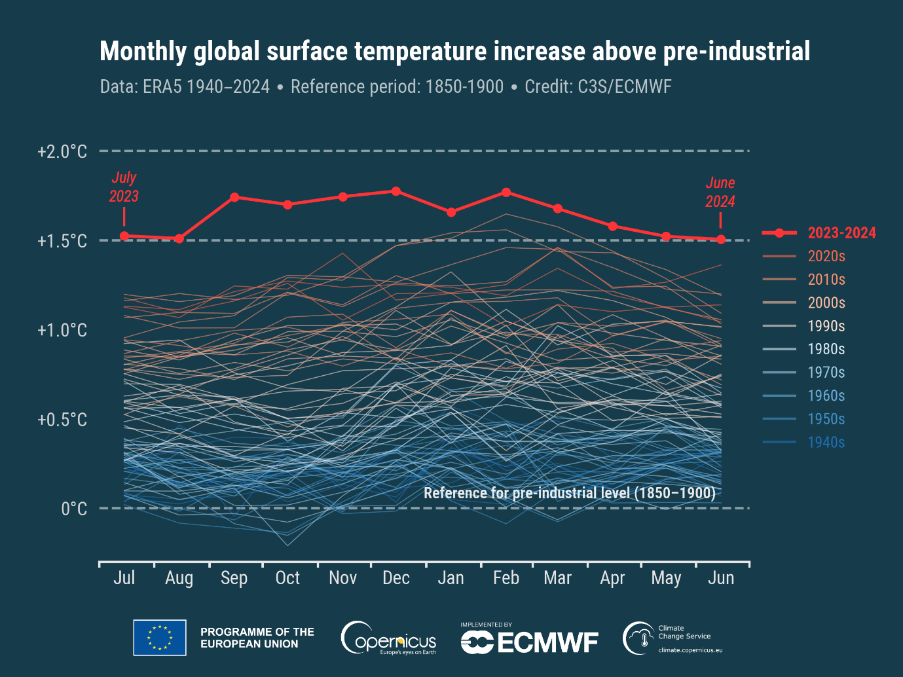 Monthly global surface temperature increase above pre-industrial
Data: ERA5 1940–2024 • Reference period: 1850-1900 • Credit: C3S/ECMWF
+2.0°C
July
2023
June
2024
+1.5°C
2023-2024
2020s
2010s
2000s
+1.0°C
1990s
1980s
1970s
1960s
+0.5°C
1950s
1940s
Reference for pre-industrial level (1850–1900)
0°C
Jul Aug Sep Oct Nov Dec Jan Feb Mar Apr May Jun
PROGRAMME OF THE
EUROPEAN UNION
Copernicus
Europe's eyes on Earth
IMPLEMENTED BY
ECMWF
Climate
Change Service
climate.copernicus.eu